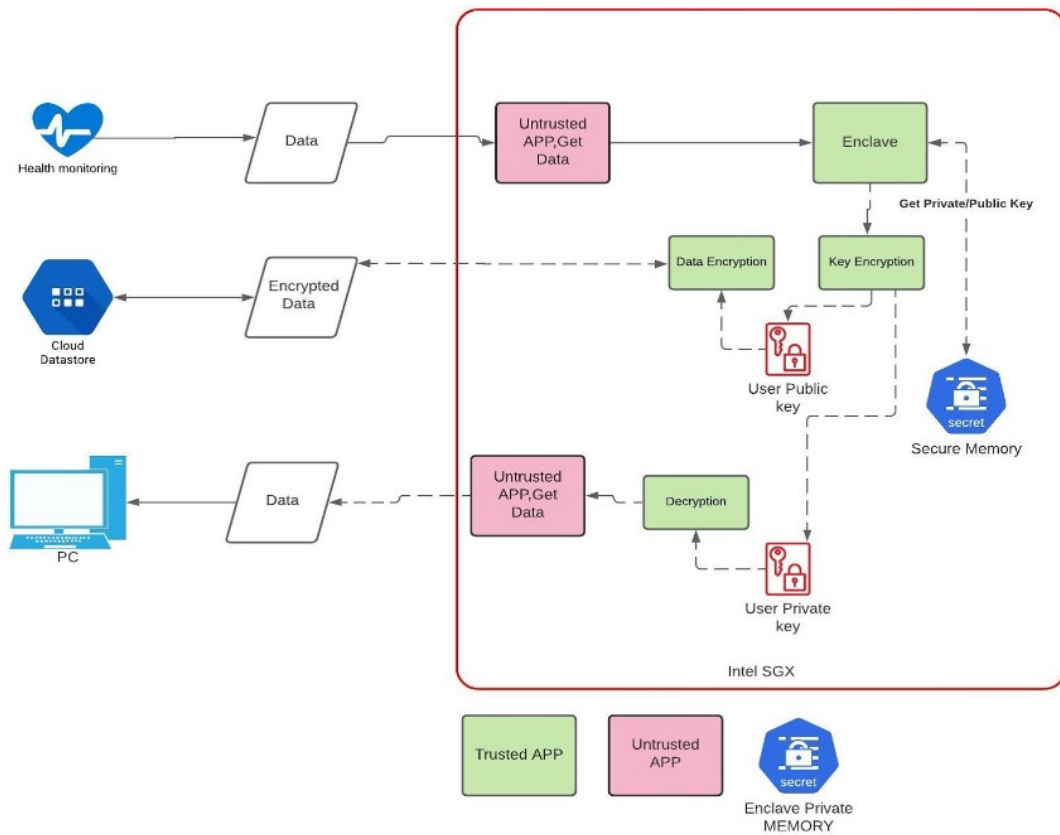 Health monitoring
Data
Untrusted
APP,Get
Data
Enclave
Get Private/Public Key
Cloud
Datastore
Encrypted
Data
Data Encryption
Key Encryption
User Public
key
secret
Secure Memory
PC
Data
Untrusted
APP,Get
Data
Decryption
User Private
key
Intel SGX
Trusted APP
Untrusted
APP
secret
Enclave Private
MEMORY